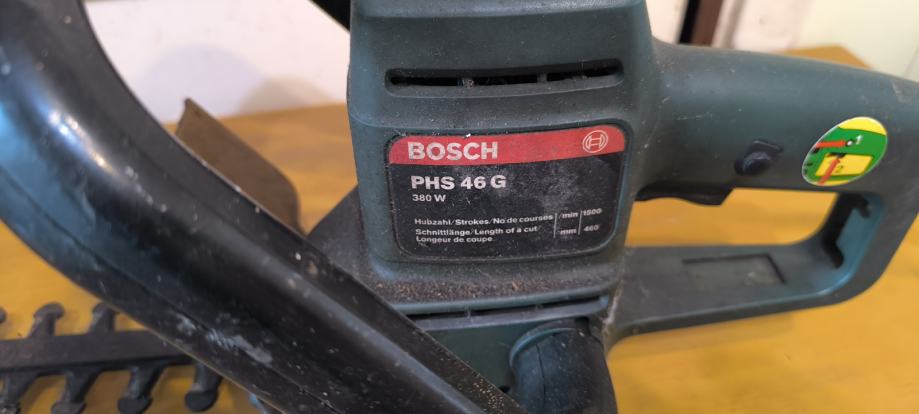 BOSCH
PHS 46 G
380 W
Hubzahl/Strokes/No de courses /min 1500
Schnittlänge/Length of a cut/ mm 460
Longeur de coupe